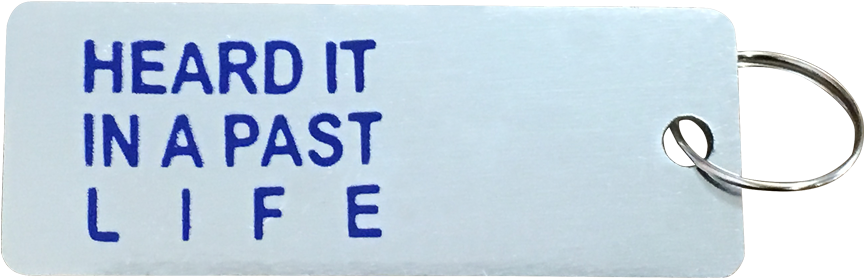 HEARD IT
IN A PAST
L I F E